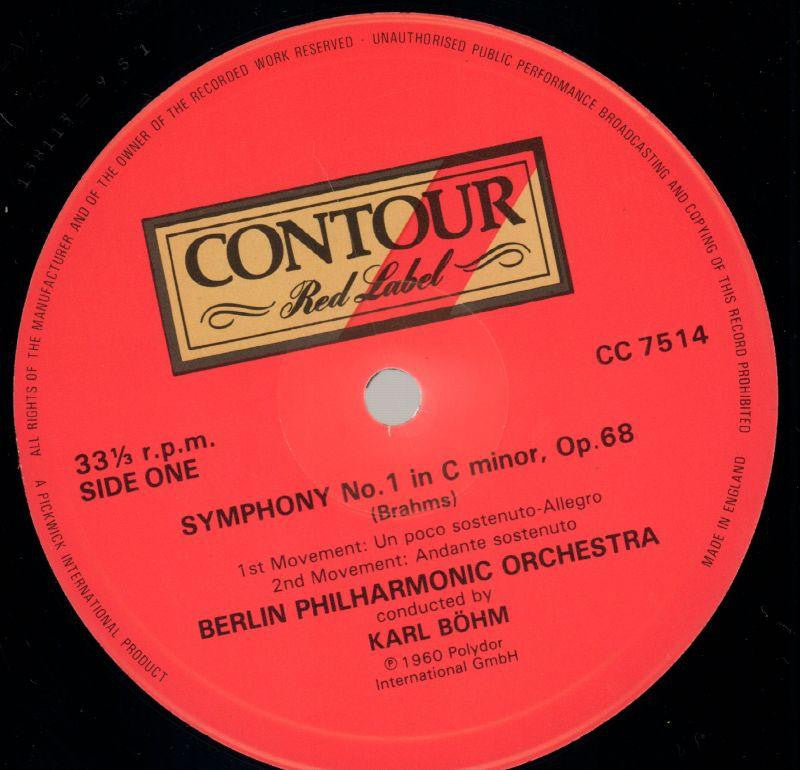 ALL RIGHTS OF THE MANUFACTURER AND OF THE OWNER OF THE RECORDED WORK RESERVED · UNAUTHORISED PUBLIC PERFORMANCE BROADCASTING AND COPYING OF THIS RECORD PROHIBITED
CONTOUR
Red Label
CC 7514
33⅓ r.p.m.
SIDE ONE
SYMPHONY No.1 in C minor, Op.68
(Brahms)
1st Movement: Un poco sostenuto-Allegro
2nd Movement: Andante sostenuto
BERLIN PHILHARMONIC ORCHESTRA
conducted by
KARL BÖHM
℗ 1960 Polydor
International GmbH
A PICKWICK INTERNATIONAL PRODUCT
MADE IN ENGLAND